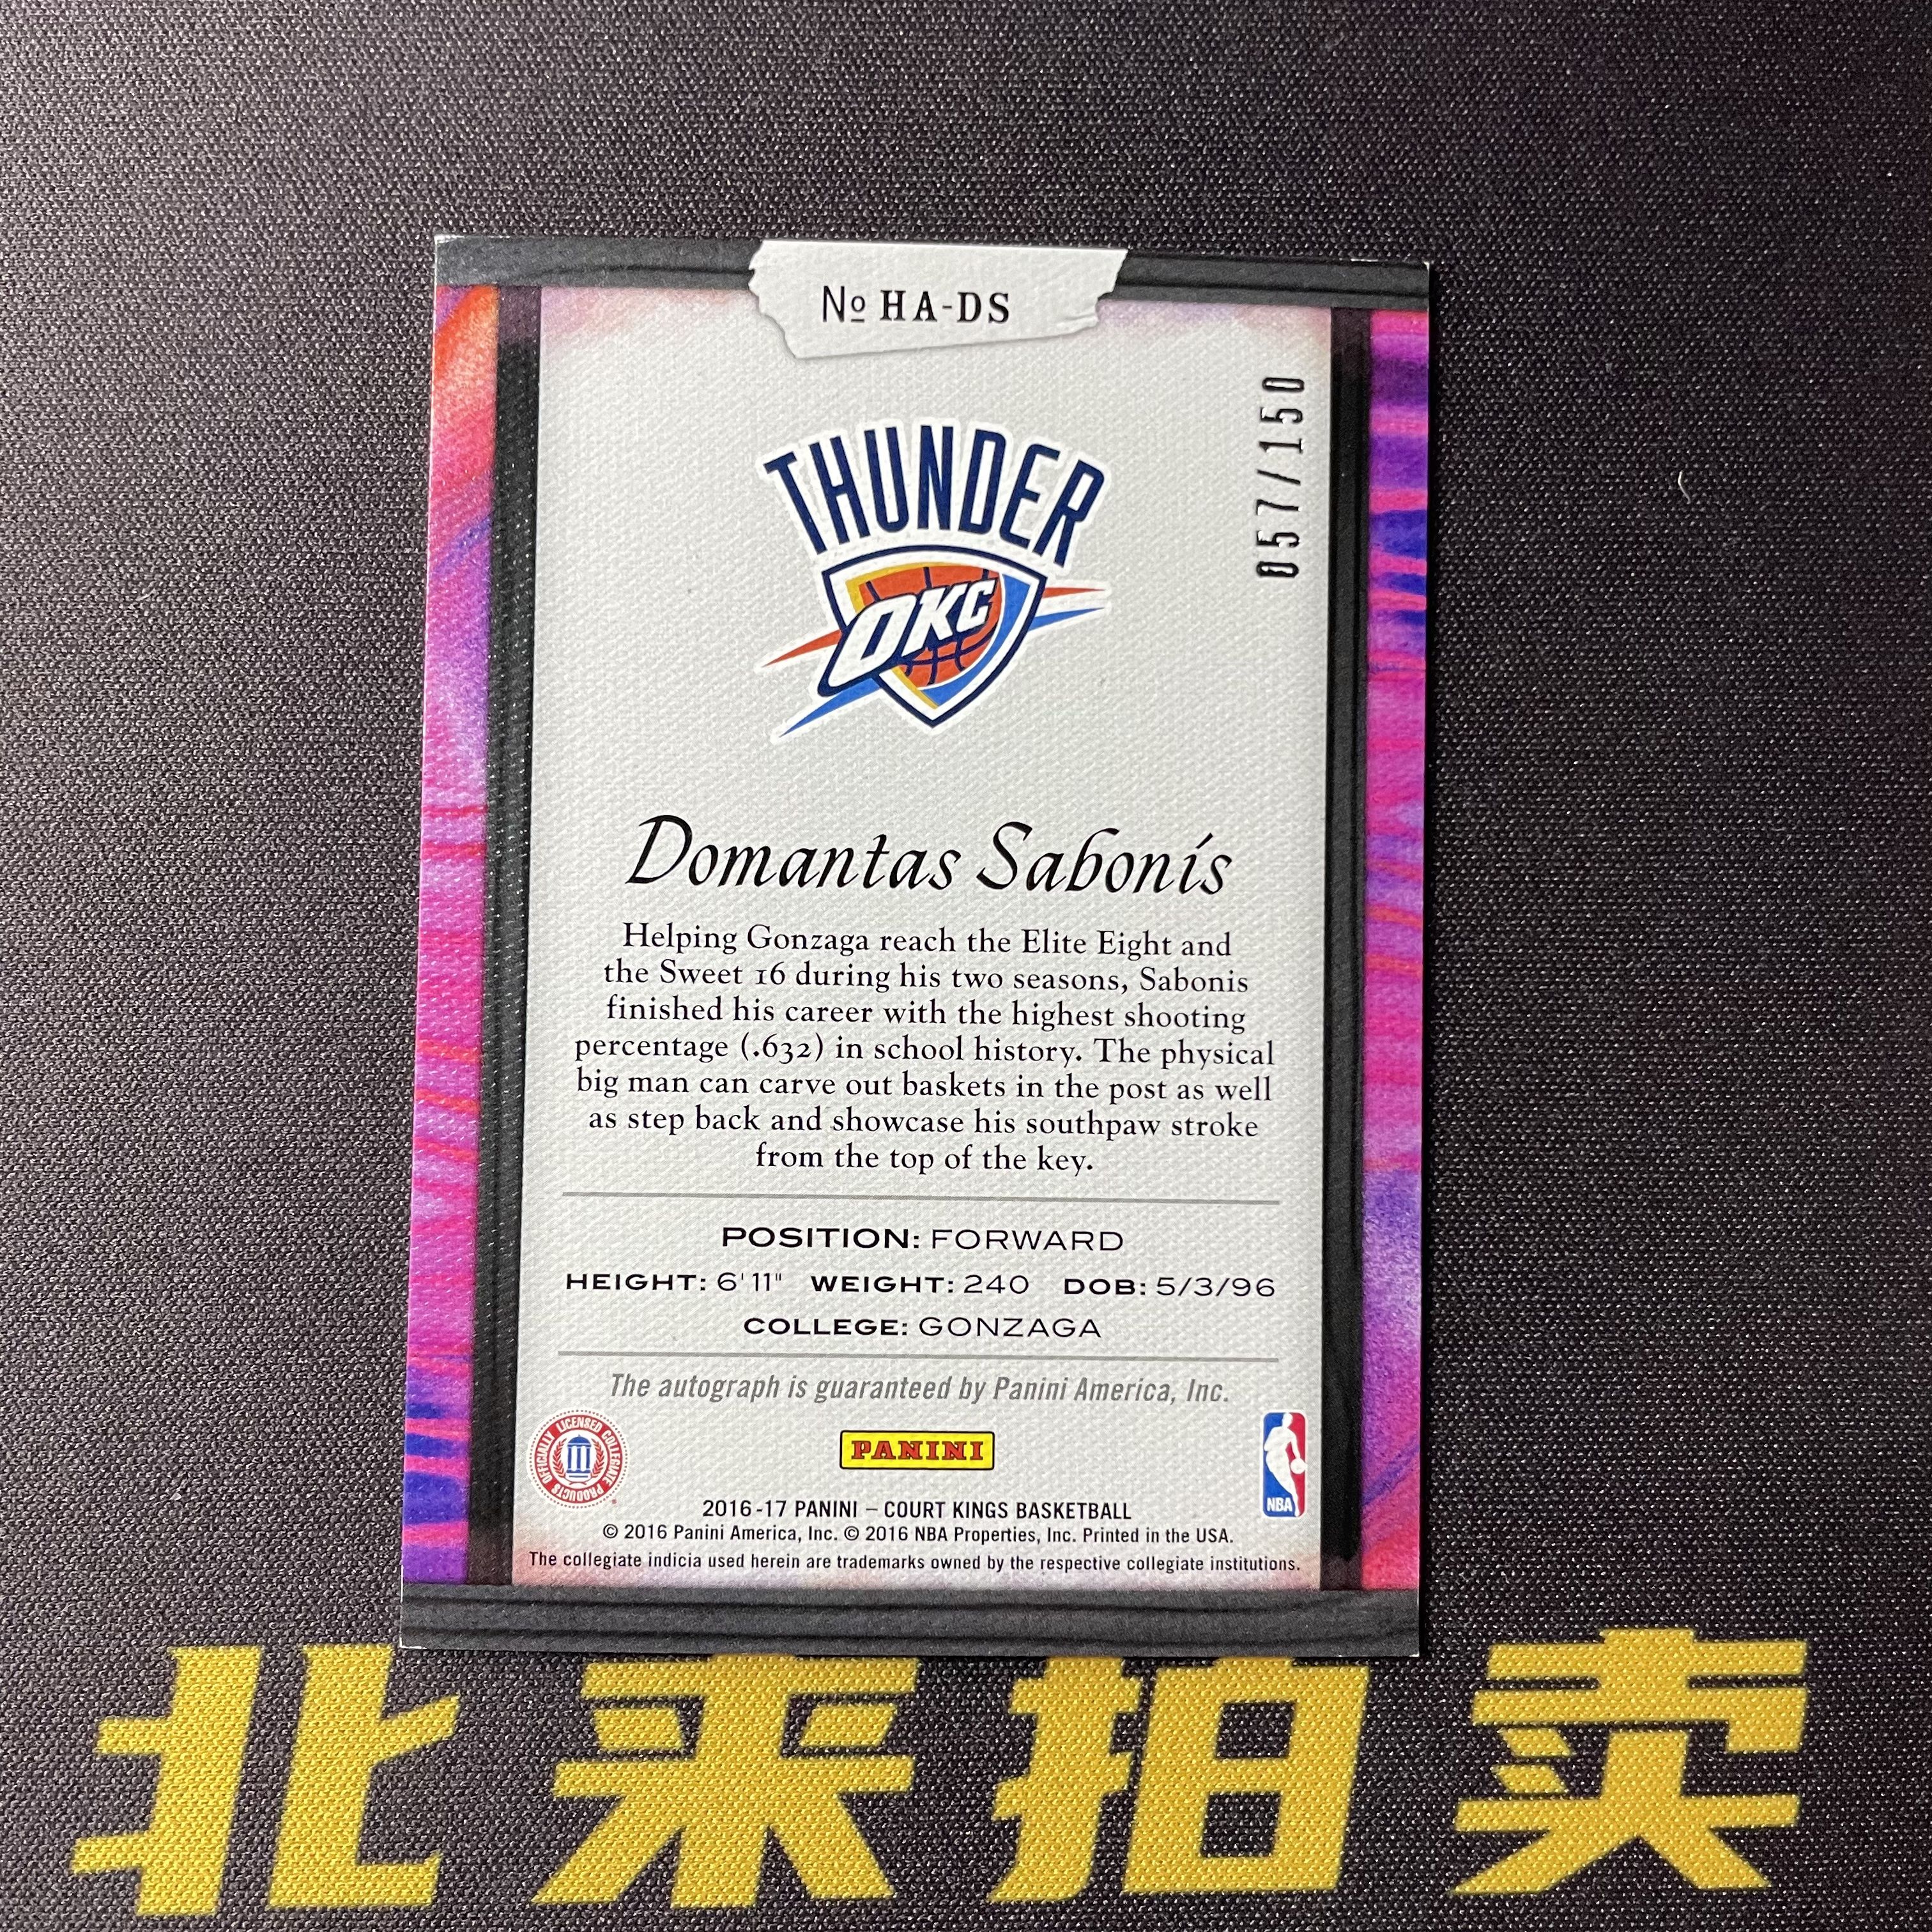 № HA-DS
057/150
THUNDER
OKC
Domantas Sabonis
Helping Gonzaga reach the Elite Eight and
the Sweet 16 during his two seasons, Sabonis
finished his career with the highest shooting
percentage (.632) in school history. The physical
big man can carve out baskets in the post as well
as step back and showcase his southpaw stroke
from the top of the key.
POSITION: FORWARD
HEIGHT: 6'11" WEIGHT: 240 DOB: 5/3/96
COLLEGE: GONZAGA
The autograph is guaranteed by Panini America, Inc.
OFFICIALLY LICENSED COLLEGIATE PRODUCTS
PANINI
NBA
2016-17 PANINI – COURT KINGS BASKETBALL
© 2016 Panini America, Inc. © 2016 NBA Properties, Inc. Printed in the USA.
The collegiate indicia used herein are trademarks owned by the respective collegiate institutions.
北来拍卖